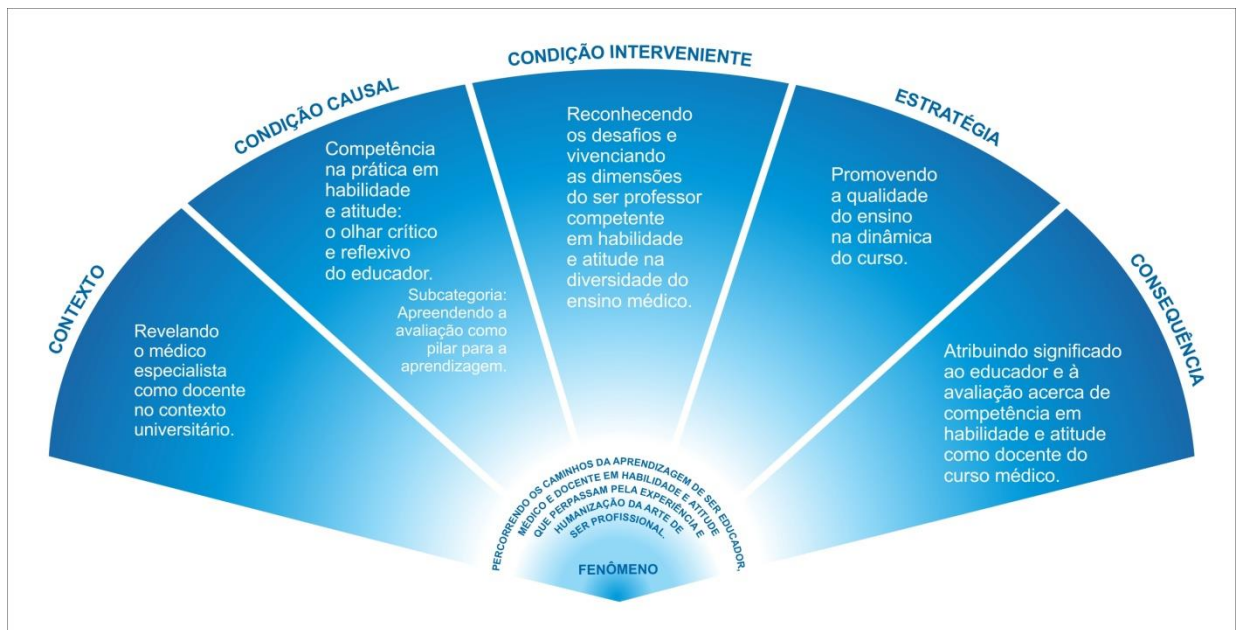 CONTEXTO
Revelando
o médico
especialista
como docente
no contexto
universitário.
CONDIÇÃO CAUSAL
Competência
na prática em
habilidade
e atitude:
o olhar crítico
e reflexivo
do educador.
Subcategoria:
Apreendendo a
avaliação como
pilar para a
aprendizagem.
CONDIÇÃO INTERVENIENTE
Reconhecendo
os desafios e
vivenciando
as dimensões
do ser professor
competente
em habilidade
e atitude na
diversidade do
ensino médico.
ESTRATÉGIA
Promovendo
a qualidade
do ensino
na dinâmica
do curso.
CONSEQUÊNCIA
Atribuindo significado
ao educador e à
avaliação acerca de
competência em
habilidade e atitude
como docente do
curso médico.
PERCORRENDO OS CAMINHOS DA APRENDIZAGEM DE SER EDUCADOR,
MÉDICO E DOCENTE EM HABILIDADE E ATITUDE
QUE PERPASSAM PELA EXPERIÊNCIA E
HUMANIZAÇÃO DA ARTE DE
SER PROFISSIONAL.
FENÔMENO